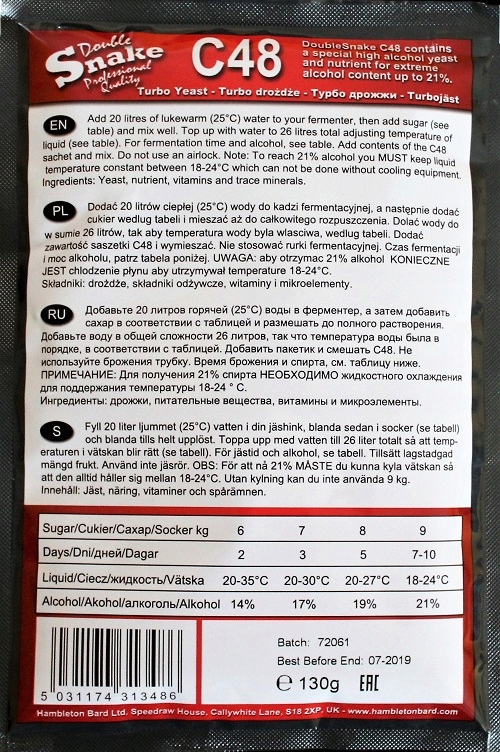 Double
Snake
Professional
Quality
C48
DoubleSnake C48 contains
a special high alcohol yeast
and nutrient for extreme
alcohol content up to 21%.
Turbo Yeast - Turbo drożdże - Турбо дрожжи - Turbojäst
EN Add 20 litres of lukewarm (25°C) water to your fermenter, then add sugar (see
table) and mix well. Top up with water to 26 litres total adjusting temperature of
liquid (see table). For fermentation time and alcohol, see table. Add contents of the C48
sachet and mix. Do not use an airlock. Note: To reach 21% alcohol you MUST keep liquid
temperature constant between 18-24°C which can not be done without cooling equipment.
Ingredients: Yeast, nutrient, vitamins and trace minerals.
PL Dodać 20 litrów ciepłej (25°C) wody do kadzi fermentacyjnej, a następnie dodać
cukier wedlug tabeli i mieszać aż do całkowitego rozpuszczenia. Dolać wody do
w sumie 26 litrów, tak aby temperatura wody była wlasciwa, wedlug tabeli. Dodać
zawartość saszetki C48 i wymieszać. Nie stosować rurki fermentacyjnej. Czas fermentacji
i moc alkoholu, patrz tabela poniżej. UWAGA: aby otrzymac 21% alkohol KONIECZNE
JEST chlodzenie płynu aby utrzymywał temperature 18-24°C.
Składniki: drożdże, składniki odżywcze, witaminy i mikroelementy.
RU Добавьте 20 литров горячей (25°C) воды в ферментер, а затем добавить
сахар в соответствии с таблицей и размешать до полного растворения.
Добавьте воду в общей сложности 26 литров, так что температура воды была в
порядке, в соответствии с таблицей. Добавить пакетик и смешать С48. Не
используйте брожения трубку. Время брожения и спирта, см. таблицу ниже.
ПРИМЕЧАНИЕ: Для получения 21% спирта НЕОБХОДИМО жидкостного охлаждения
для поддержания температуры 18-24 ° C.
Ингредиенты: дрожжи, питательные вещества, витамины и микроэлементы.
S Fyll 20 liter ljummet (25°C) vatten i din jäshink, blanda sedan i socker (se tabell)
och blanda tills helt upplöst. Toppa upp med vatten till 26 liter totalt så att temp-
eraturen i vätskan blir rätt (se tabell). För jästid och alkohol, se tabell. Tillsätt lagstadgad
mängd frukt. Använd inte jäsrör. OBS: För att nå 21% MÅSTE du kunna kyla vätskan så
att den alltid håller sig mellan 18-24°C. Utan kylning kan du inte använda 9 kg.
Innehåll: Jäst, näring, vitaminer och spårämnen.
Sugar/Cukier/Сахар/Socker kg 6 7 8 9
Days/Dni/дней/Dagar 2 3 5 7-10
Liquid/Ciecz/жидкость/Vätska 20-35°C 20-30°C 20-27°C 18-24°C
Alcohol/Akohol/алкоголь/Alkohol 14% 17% 19% 21%
Batch: 72061
Best Before End: 07-2019
℮ 130g EAC
5 031174 313486
Hambleton Bard Ltd, Speedraw House, Callywhite Lane, S18 2XP, UK - www.hambletonbard.com